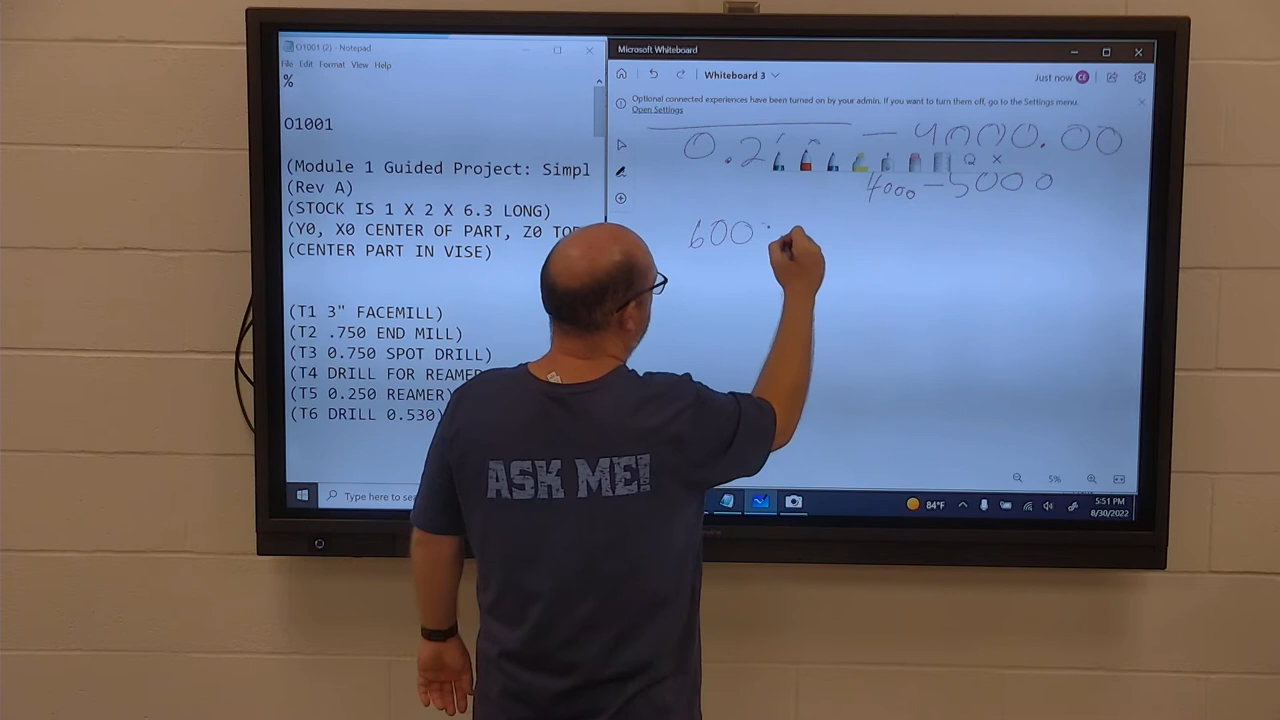 O1001 (2) - Notepad
File Edit Format View Help
%
O1001
(Module 1 Guided Project: Simpl
(Rev A)
(STOCK IS 1 X 2 X 6.3 LONG)
(Y0, X0 CENTER OF PART, Z0 TOP
(CENTER PART IN VISE)
(T1 3" FACEMILL)
(T2 .750 END MILL)
(T3 0.750 SPOT DRILL)
(T4 DRILL FOR REAMER
(T5 0.250 REAMER)
(T6 DRILL 0.530)
Type here to sea
Microsoft Whiteboard
Whiteboard 3
Just now CE
Optional connected experiences have been turned on by your admin. If you want to turn them off, go to the Settings menu.
Open Settings
0.2 - 4000.00
4000 - 5000
600
5%
84°F
5:51 PM
8/30/2022
ASK ME!